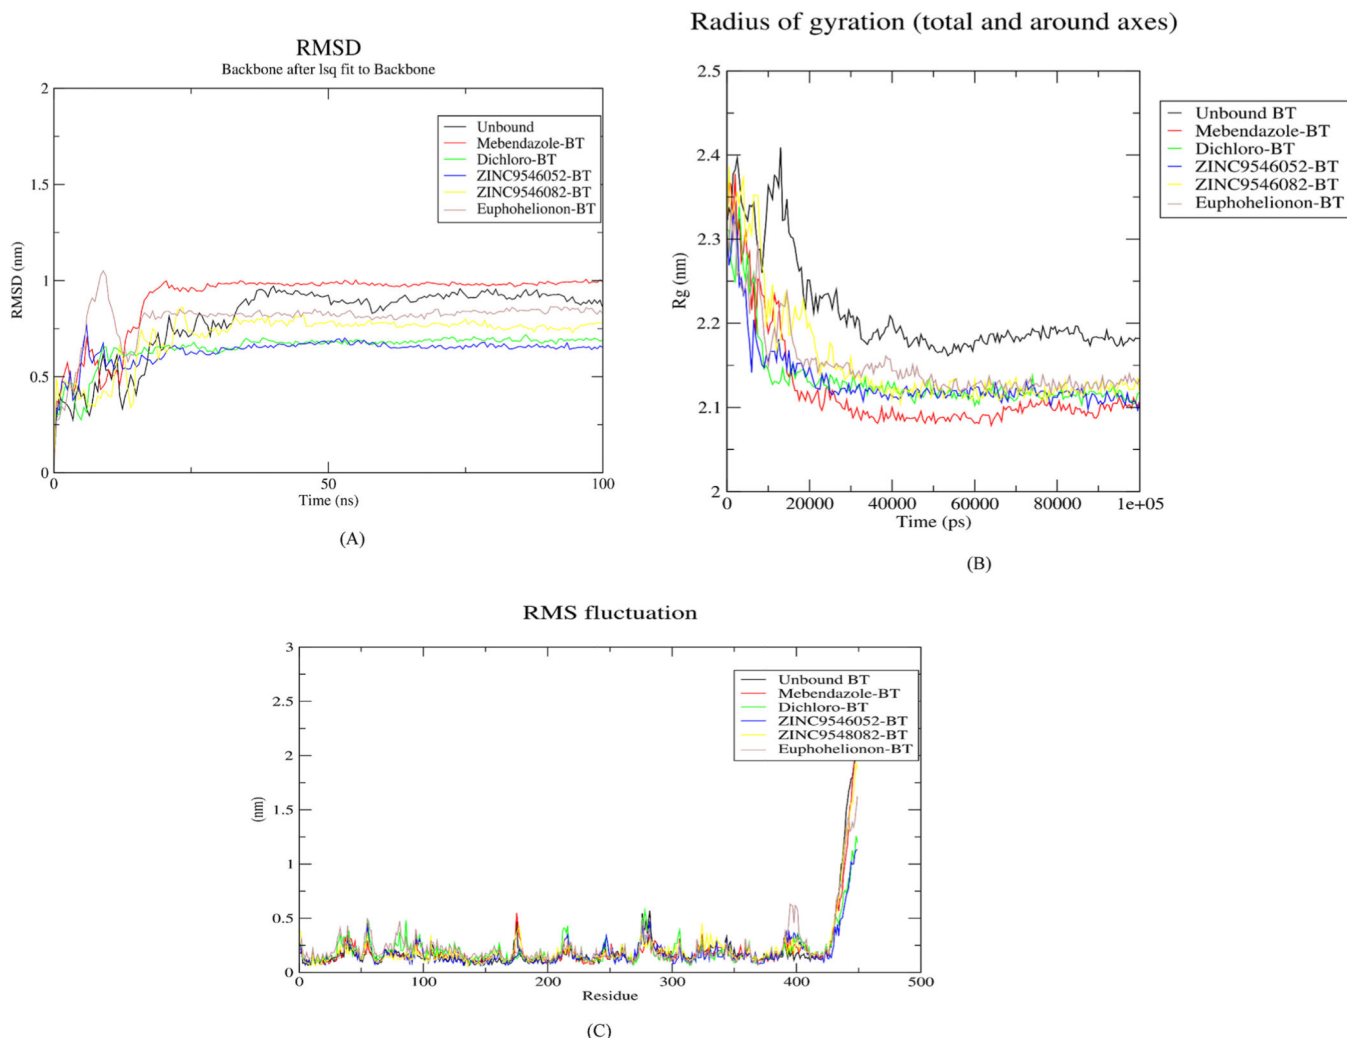 RMSD
Backbone after lsq fit to Backbone
2
1.5
1
0.5
0
RMSD (nm)
Unbound
Mebendazole-BT
Dichloro-BT
ZINC9546052-BT
ZINC9546082-BT
Euphohelionon-BT
0
50
100
Time (ns)
(A)
Radius of gyration (total and around axes)
2.5
2.4
2.3
2.2
2.1
2
Rg (nm)
Unbound BT
Mebendazole-BT
Dichloro-BT
ZINC9546052-BT
ZINC9546082-BT
Euphohelionon-BT
0
20000
40000
60000
80000
1e+05
Time (ps)
(B)
RMS fluctuation
3
2.5
2
1.5
1
0.5
0
(nm)
Unbound BT
Mebendazole-BT
Dichloro-BT
ZINC9546052-BT
ZINC9548082-BT
Euphohelionon-BT
0
100
200
300
400
500
Residue
(C)